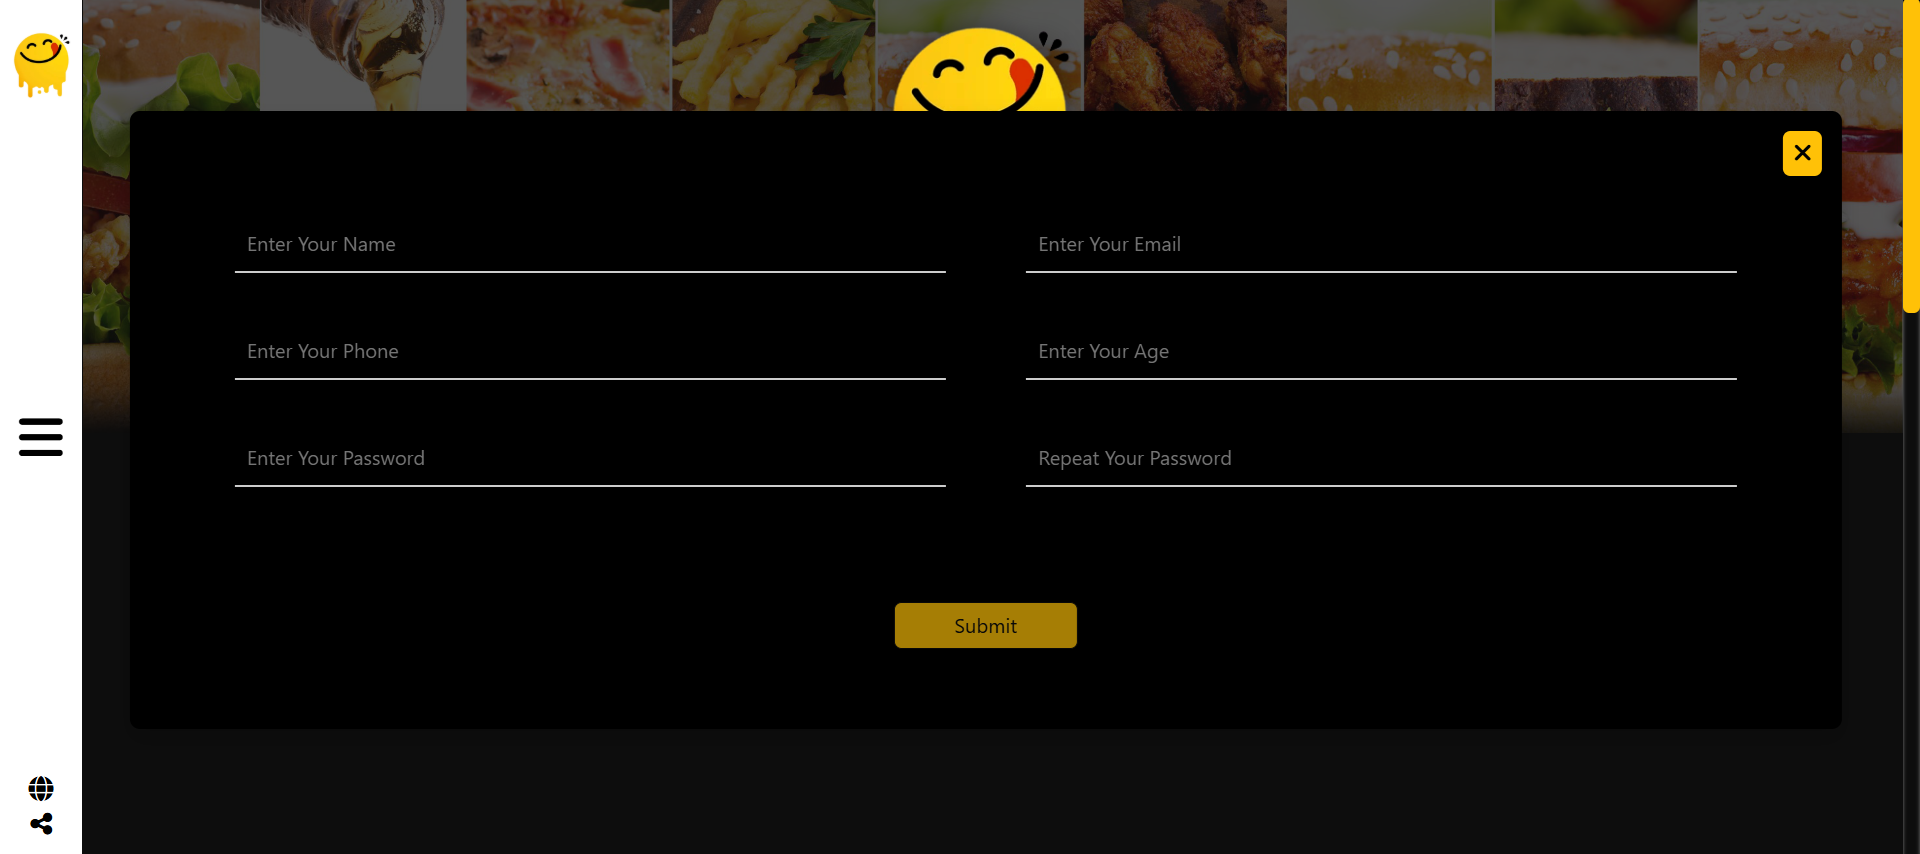 Enter Your Name
Enter Your Email
Enter Your Phone
Enter Your Age
Enter Your Password
Repeat Your Password
Submit